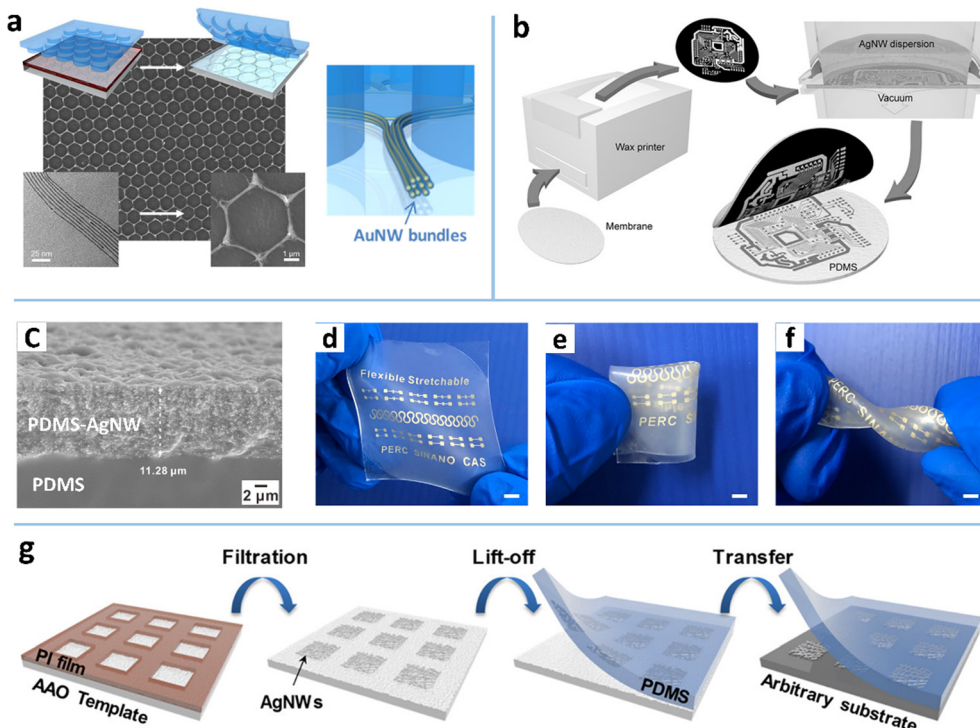 a
25 nm
1 µm
AuNW bundles
b
Wax printer
Membrane
AgNW dispersion
Vacuum
PDMS
C
PDMS-AgNW
11.28 µm
PDMS
2 µm
d
Flexible Stretchable
PERC SINANO CAS
e
PERC S
f
PERC SINA
g
Filtration
Lift-off
Transfer
PI film
AAO Template
AgNWs
PDMS
Arbitrary substrate